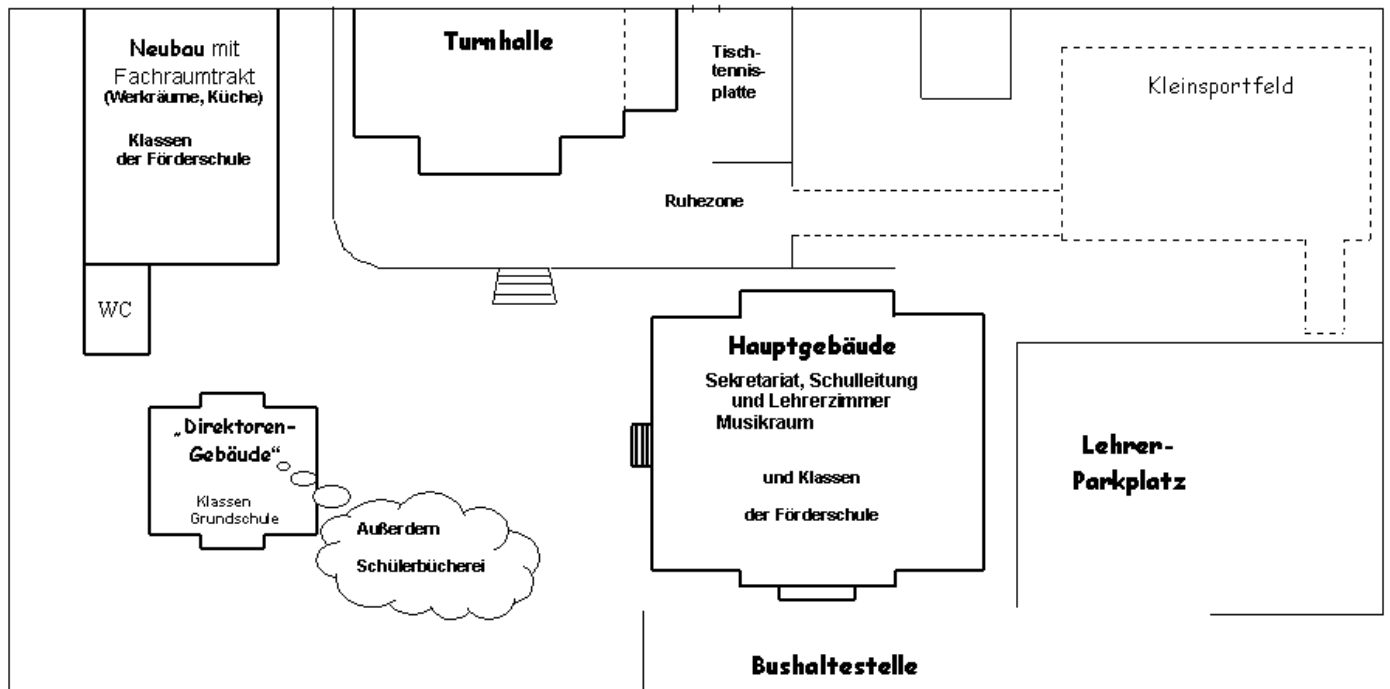 Neubau mit
Fachraumtrakt
(Werkräume, Küche)
Klassen
der Förderschule
Turnhalle
Tisch-
tennis-
platte
Kleinsportfeld
Ruhezone
WC
Hauptgebäude
Sekretariat, Schulleitung
und Lehrerzimmer
Musikraum
und Klassen
der Förderschule
„Direktoren-
Gebäude“
Klassen
Grundschule
Außerdem
Schülerbücherei
Lehrer-
Parkplatz
Bushaltestelle